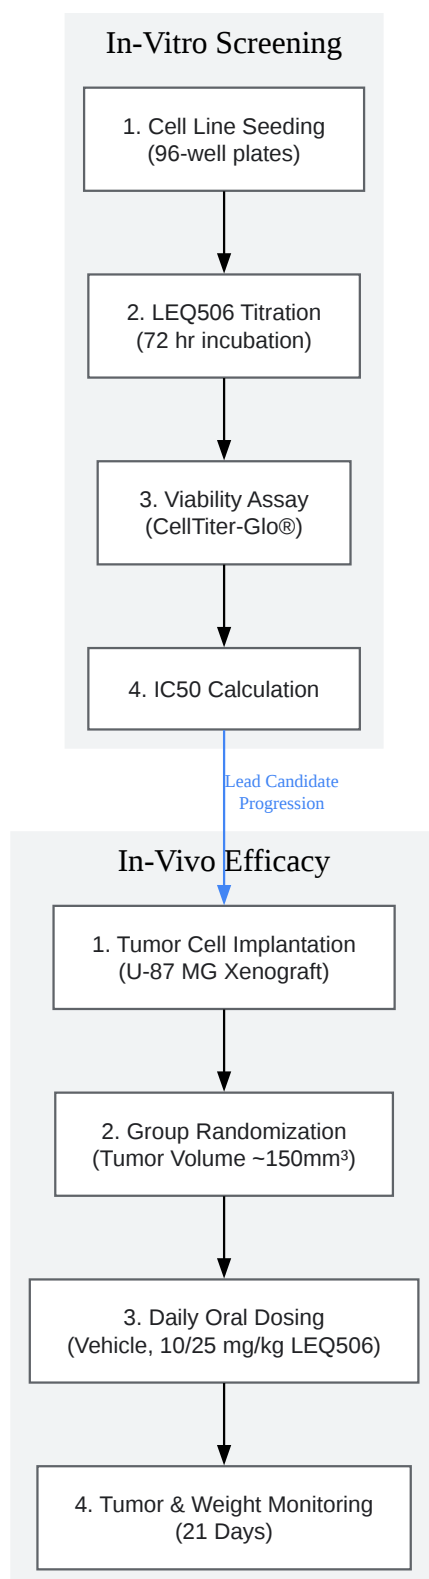 In-Vitro Screening
1. Cell Line Seeding
(96-well plates)
2. LEQ506 Titration
(72 hr incubation)
3. Viability Assay
(CellTiter-Glo®)
4. IC50 Calculation
Lead Candidate
Progression
In-Vivo Efficacy
1. Tumor Cell Implantation
(U-87 MG Xenograft)
2. Group Randomization
(Tumor Volume ~150mm³)
3. Daily Oral Dosing
(Vehicle, 10/25 mg/kg LEQ506)
4. Tumor & Weight Monitoring
(21 Days)